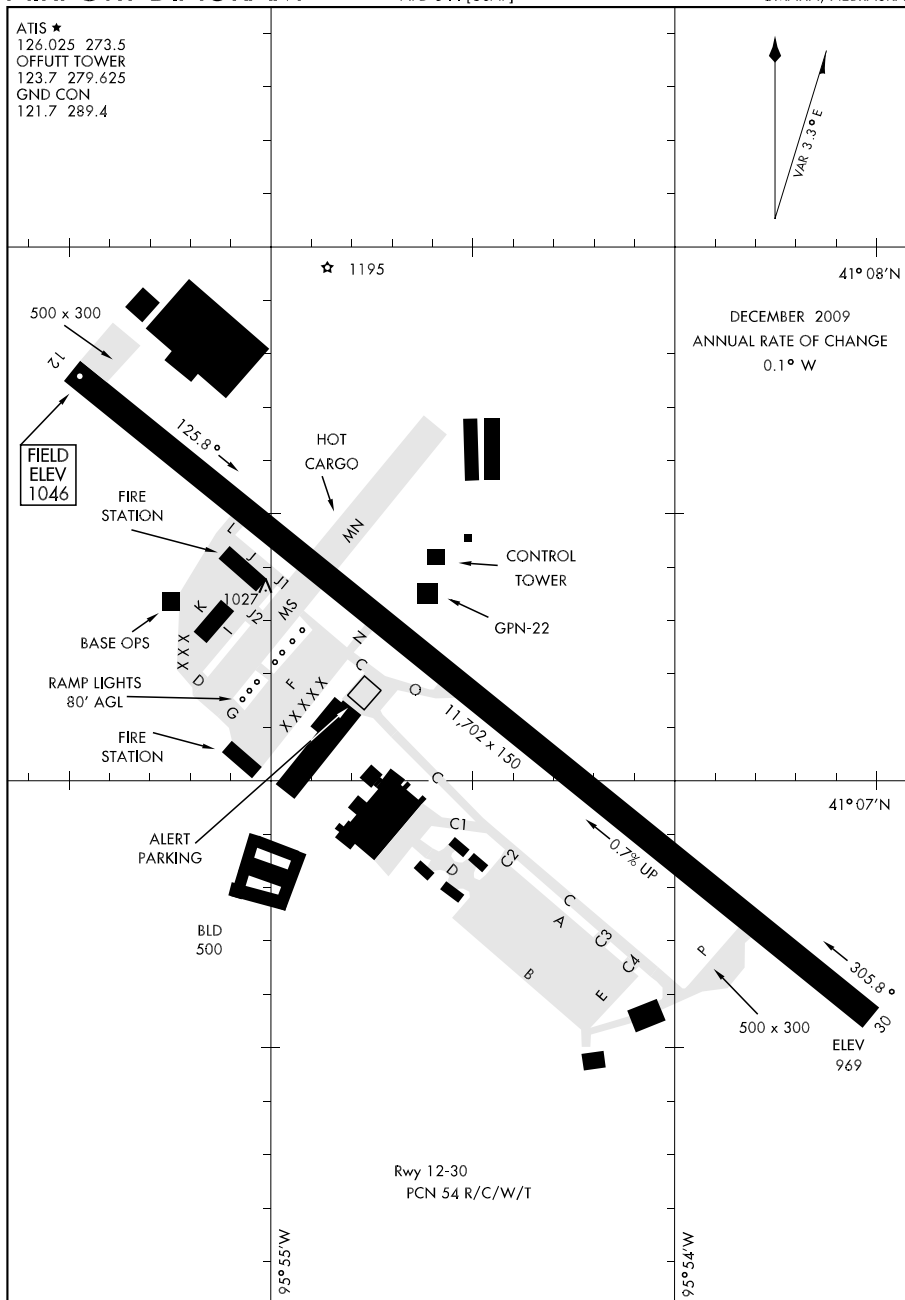 ATIS ★
126.025 273.5
OFFUTT TOWER
123.7 279.625
GND CON
121.7 289.4
VAR 3.3° E
1195
41° 08'N
500 x 300
DECEMBER 2009
ANNUAL RATE OF CHANGE
0.1° W
12
125.8°
FIELD
ELEV
1046
HOT
CARGO
FIRE
STATION
MN
L
J
J1
CONTROL
TOWER
1027
MS
J2
K
I
GPN-22
BASE OPS
N
XXX
C
D
F
O
RAMP LIGHTS
80' AGL
XXXXX
G
11,702 x 150
FIRE
STATION
C
41° 07'N
ALERT
PARKING
C1
C2
0.7% UP
D
C
A
BLD
500
C3
P
C4
B
305.8°
E
500 x 300
30
ELEV
969
Rwy 12-30
PCN 54 R/C/W/T
95° 55'W
95° 54'W